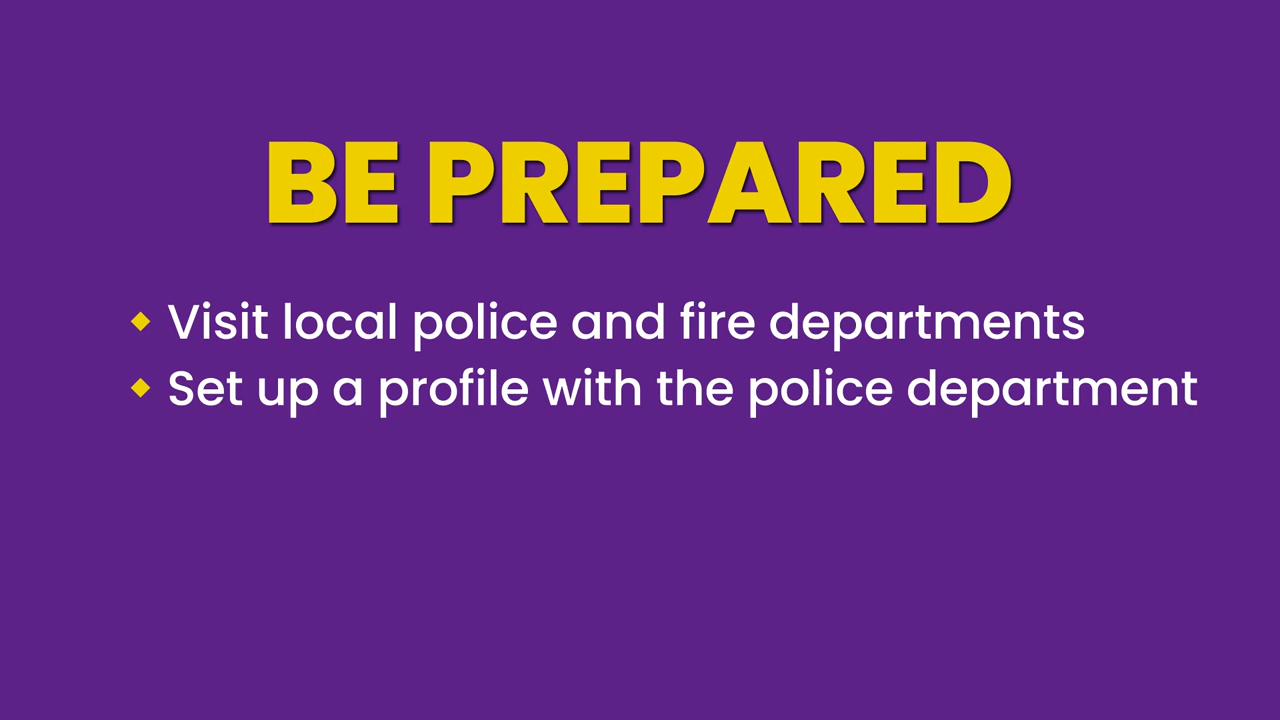 BE PREPARED
◆ Visit local police and fire departments
◆ Set up a profile with the police department